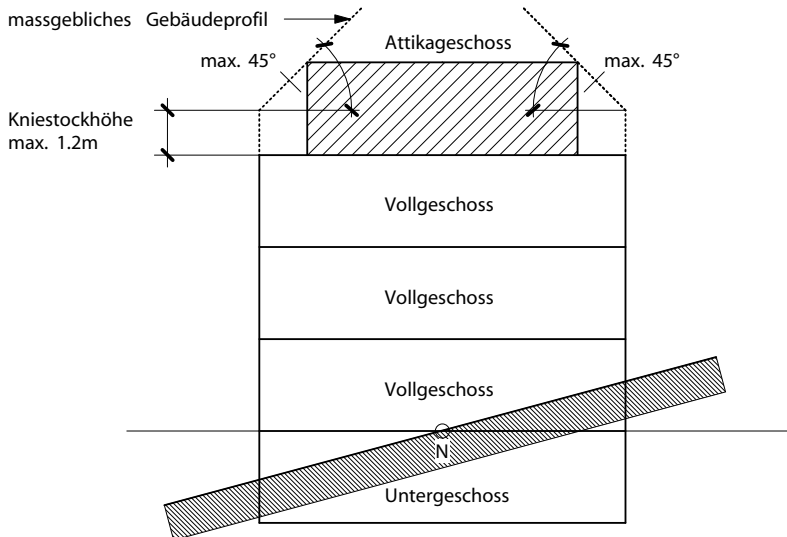 massgebliches Gebäudeprofil
Attikageschoss
max. 45°
max. 45°
Kniestockhöhe
max. 1.2m
Vollgeschoss
Vollgeschoss
Vollgeschoss
N
Untergeschoss